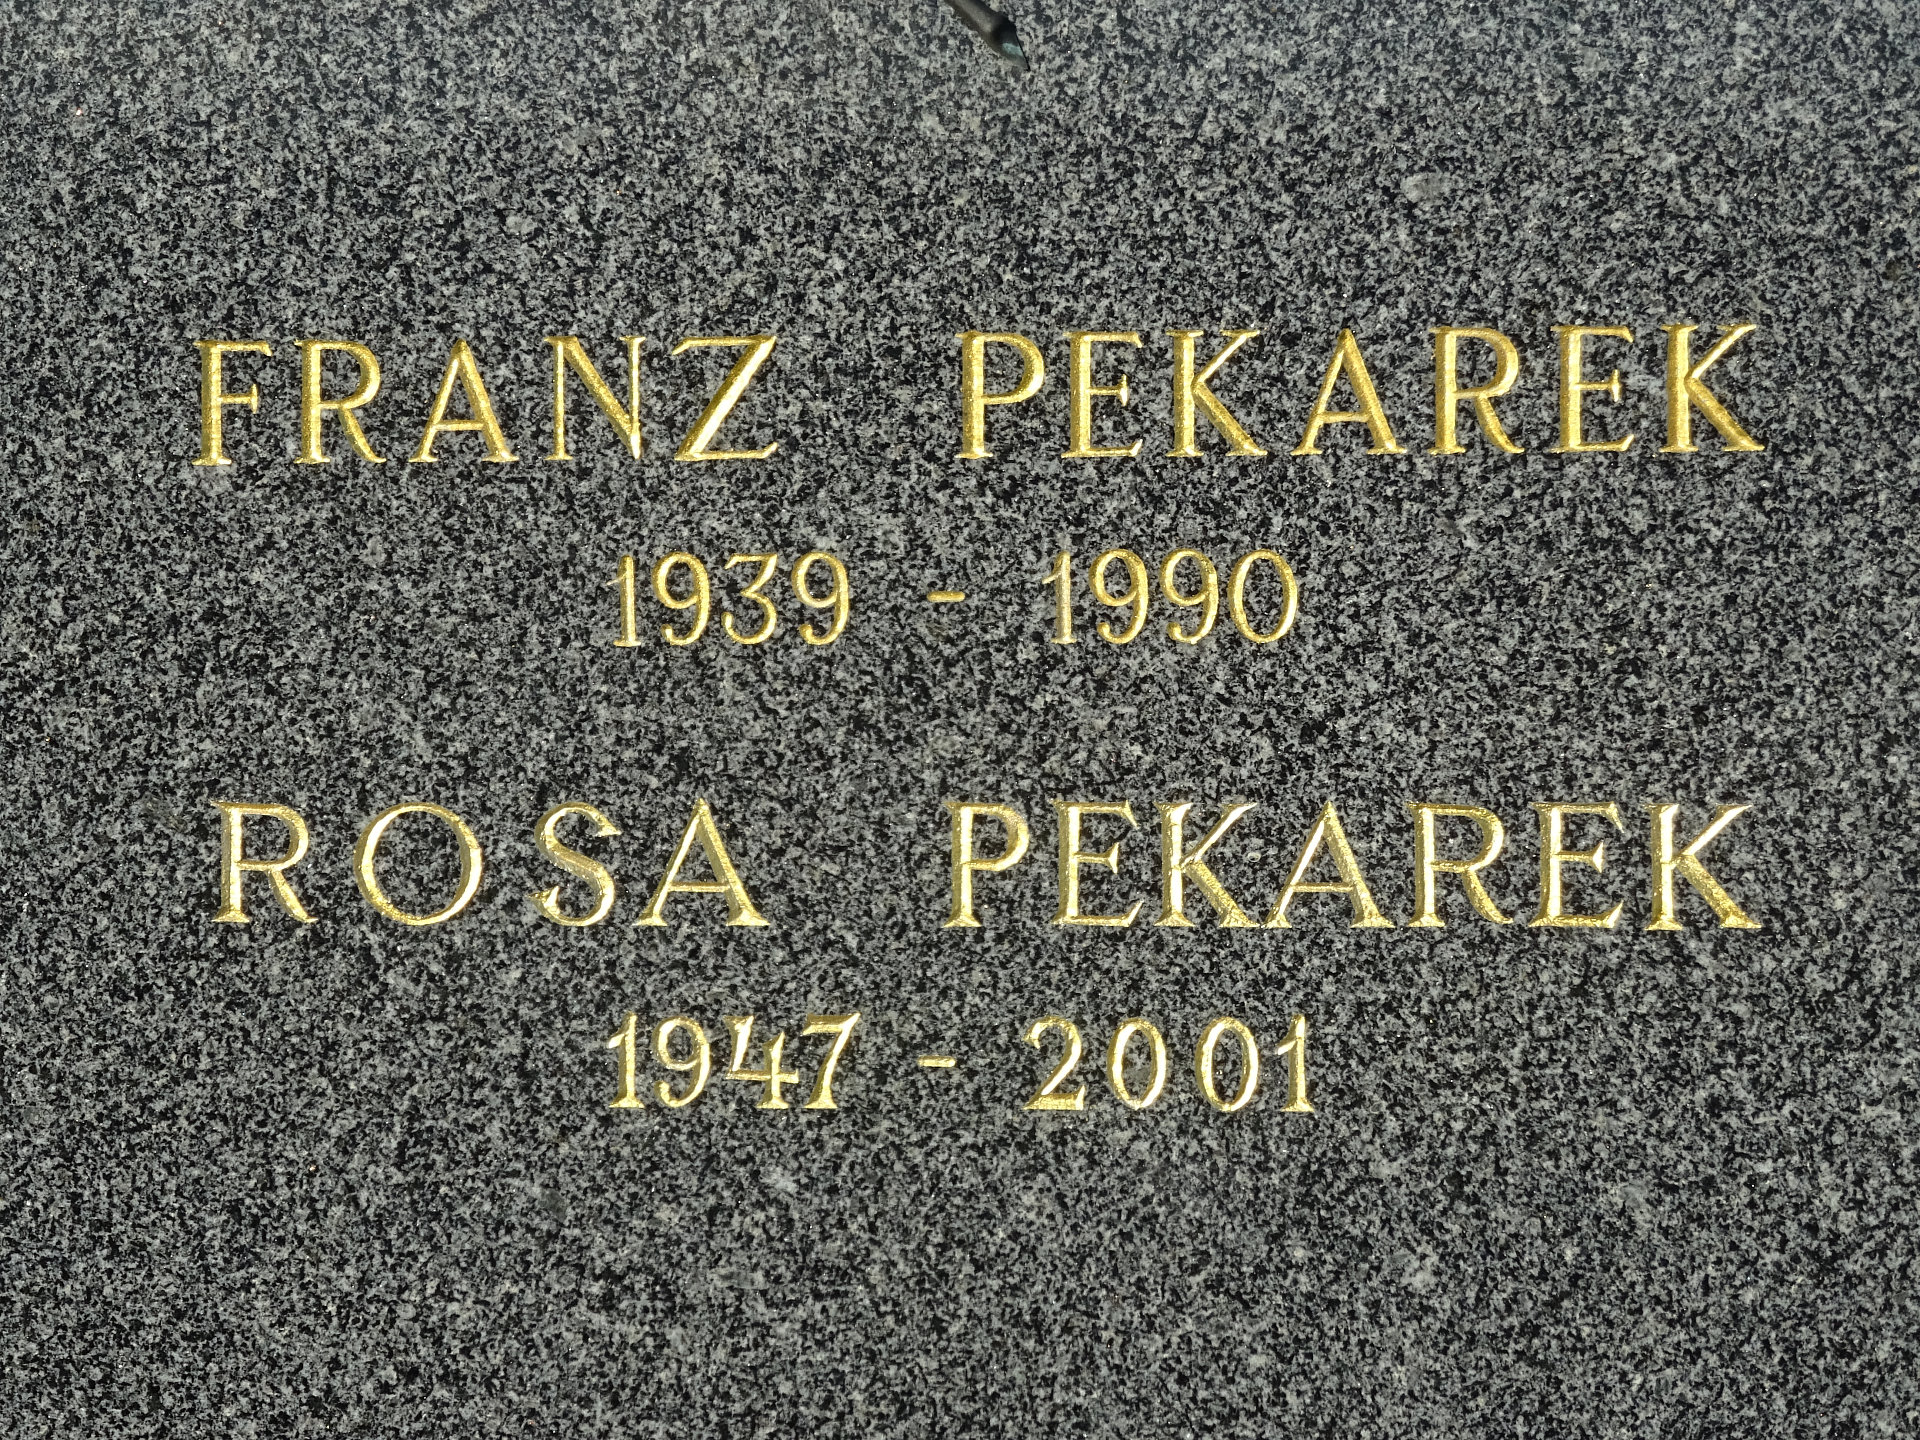 FRANZ PEKAREK
1939 - 1990
ROSA PEKAREK
1947 - 2001